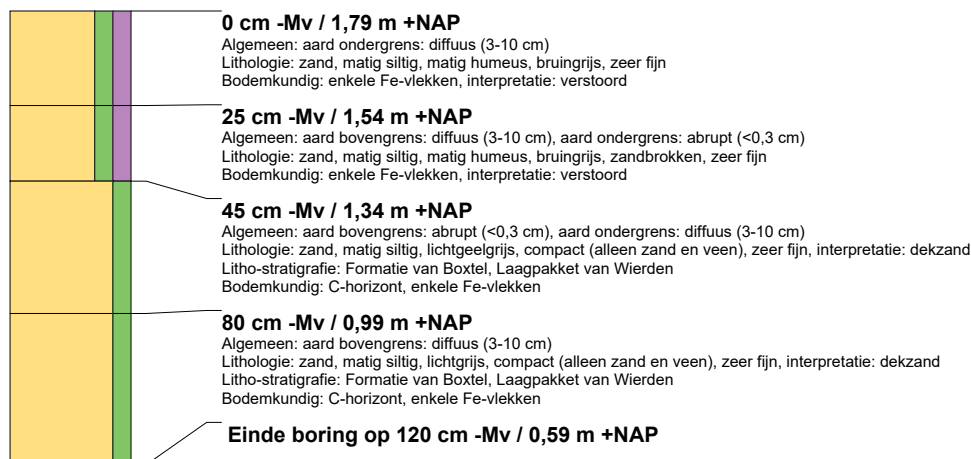 0 cm -Mv / 1,79 m +NAP
Algemeen: aard ondergrens: diffuus (3-10 cm)
Lithologie: zand, matig siltig, matig humeus, bruingrijs, zeer fijn
Bodemkundig: enkele Fe-vlekken, interpretatie: verstoord
25 cm -Mv / 1,54 m +NAP
Algemeen: aard bovengrens: diffuus (3-10 cm), aard ondergrens: abrupt (<0,3 cm)
Lithologie: zand, matig siltig, matig humeus, bruingrijs, zandbrokken, zeer fijn
Bodemkundig: enkele Fe-vlekken, interpretatie: verstoord
45 cm -Mv / 1,34 m +NAP
Algemeen: aard bovengrens: abrupt (<0,3 cm), aard ondergrens: diffuus (3-10 cm)
Lithologie: zand, matig siltig, lichtgeelgrijs, compact (alleen zand en veen), zeer fijn, interpretatie: dekzand
Litho-stratigrafie: Formatie van Boxtel, Laagpakket van Wierden
Bodemkundig: C-horizont, enkele Fe-vlekken
80 cm -Mv / 0,99 m +NAP
Algemeen: aard bovengrens: diffuus (3-10 cm)
Lithologie: zand, matig siltig, lichtgrijs, compact (alleen zand en veen), zeer fijn, interpretatie: dekzand
Litho-stratigrafie: Formatie van Boxtel, Laagpakket van Wierden
Bodemkundig: C-horizont, enkele Fe-vlekken
Einde boring op 120 cm -Mv / 0,59 m +NAP